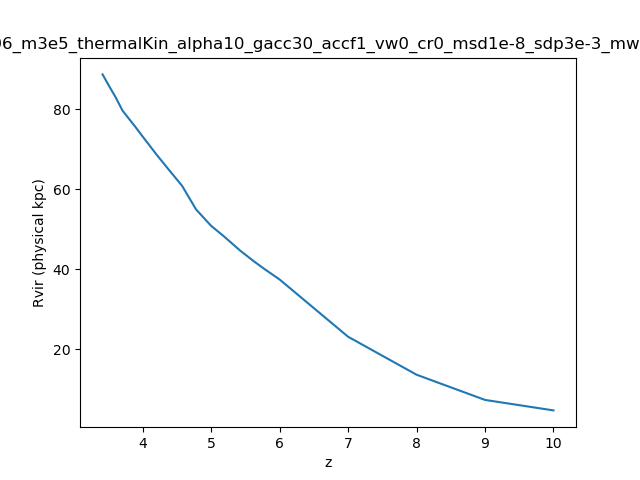 06_m3e5_thermalKin_alpha10_gacc30_accf1_vw0_cr0_msd1e-8_sdp3e-3_mw
80
60
40
20
Rvir (physical kpc)
4 5 6 7 8 9 10
z